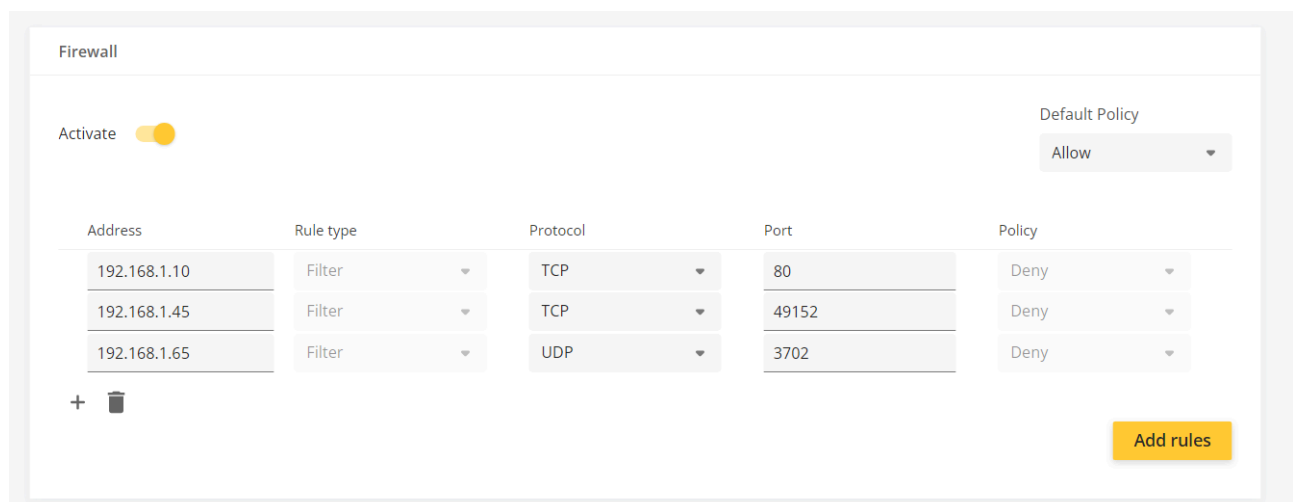 Firewall
Default Policy
Activate
Allow
Address Rule type Protocol Port Policy
192.168.1.10 Filter TCP 80 Deny
192.168.1.45 Filter TCP 49152 Deny
192.168.1.65 Filter UDP 3702 Deny
+
Add rules